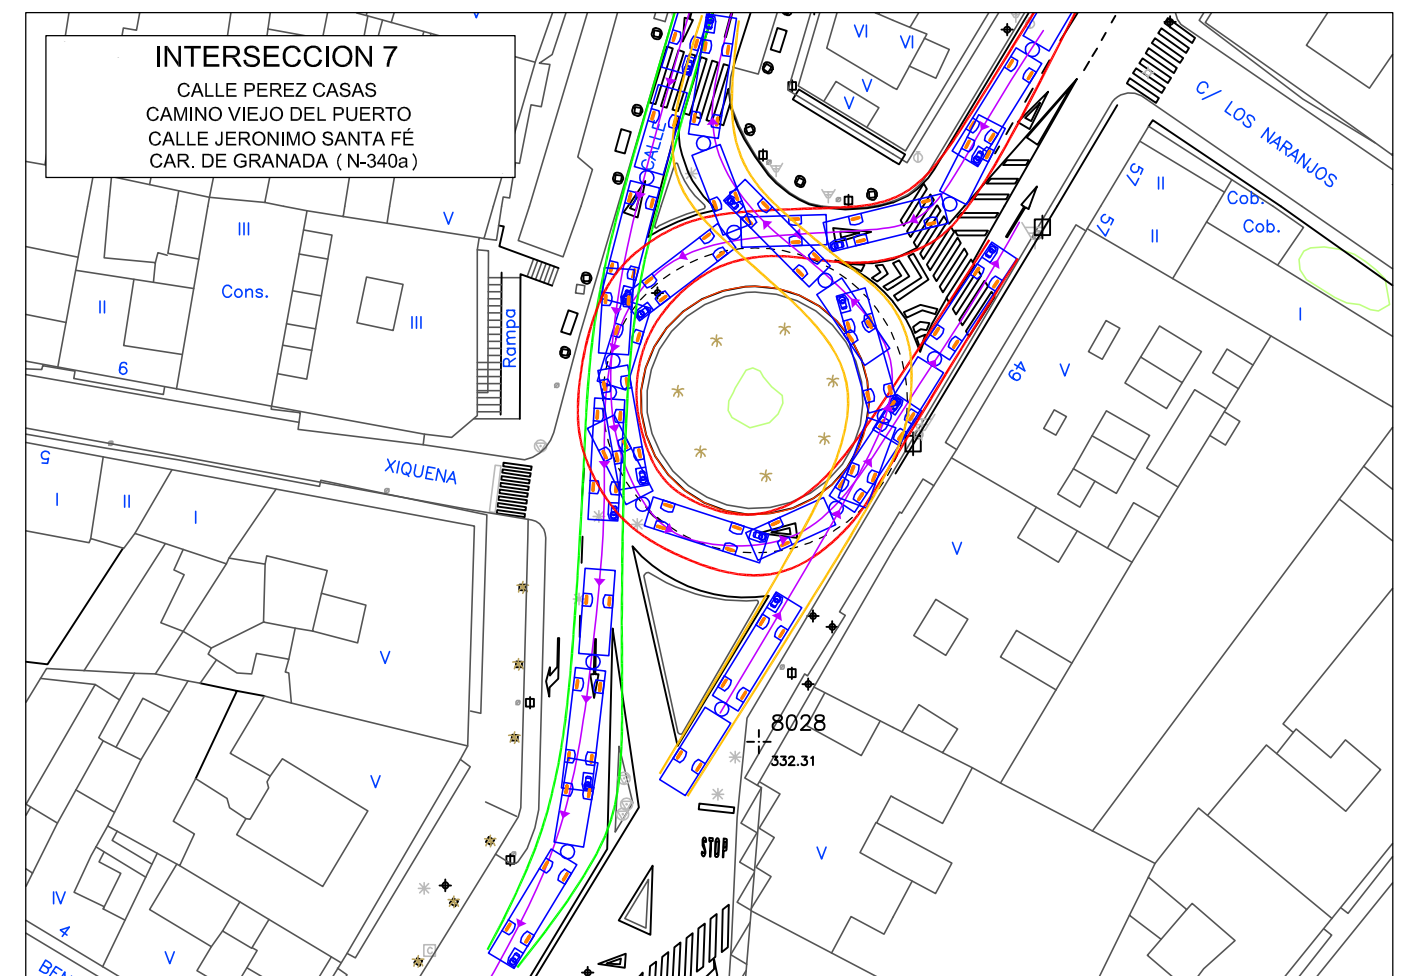 INTERSECCION 7
CALLE PEREZ CASAS
CAMINO VIEJO DEL PUERTO
CALLE JERONIMO SANTA FÉ
CAR. DE GRANADA ( N-340a )
V
VI
VI
V
V
CALLE
C/ LOS NARANJOS
57
II
Cob.
57
II
Cob.
III
V
Cons.
II
III
Rampa
I
6
49
V
5
XIQUENA
I
II
I
V
V
8028
332.31
V
STOP
V
IV
4
V
C
BEN